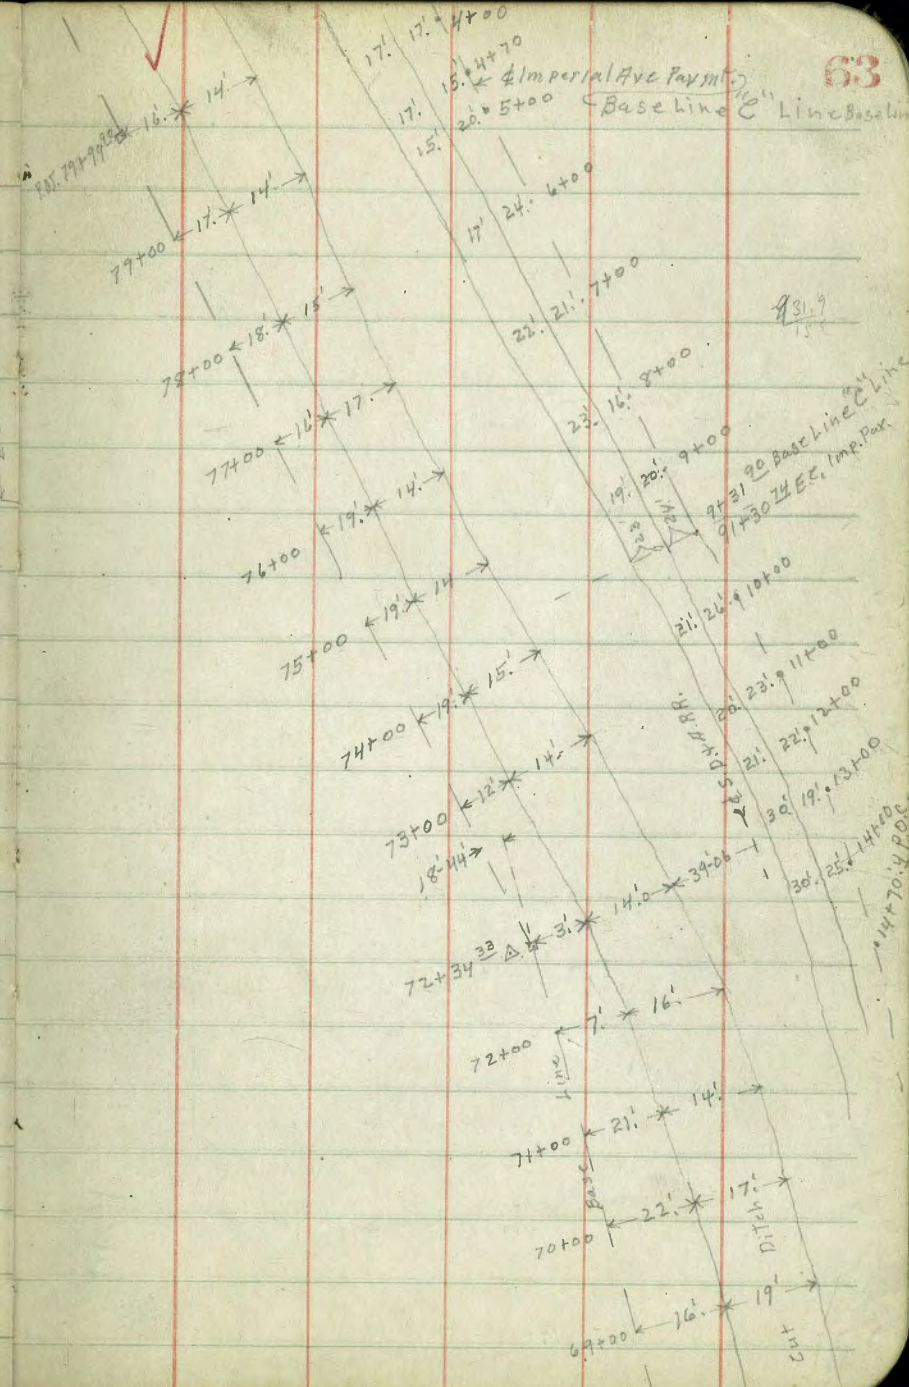 63
17' 17' 4+00
15' 4+70
₵ Imperial Ave Pavmt.
Base Line "C" Line Baselin
17' 20' 5+00
15'
17' 24' 6+00
22' 21' 7+00
23' 16' 8+00
19' 20' 9+00
23' 24'
9+31 90 Base Line "C" Line
91+30 74 E.C. Imp. Pav.
21' 26' 10+00
20' 23' 11+00
21' 22' 12+00
30' 19' 13+00
30' 25' 14+00
14+70.4 P.O.C.
31.9
P.O.T. 79+99 16' 14'
79+00 17' 14'
78+00 18' 15'
77+00 16' 17'
76+00 19' 14'
75+00 19' 14
74+00 19' 15'
73+00 12' 14'
18'-44'
72+34 33 3' 14'.0 39-06
72+00 7' 16'
Line
71+00 21' 14'
Base
70+00 22' 17'
Ditch
69+00 16' 19'
Cut